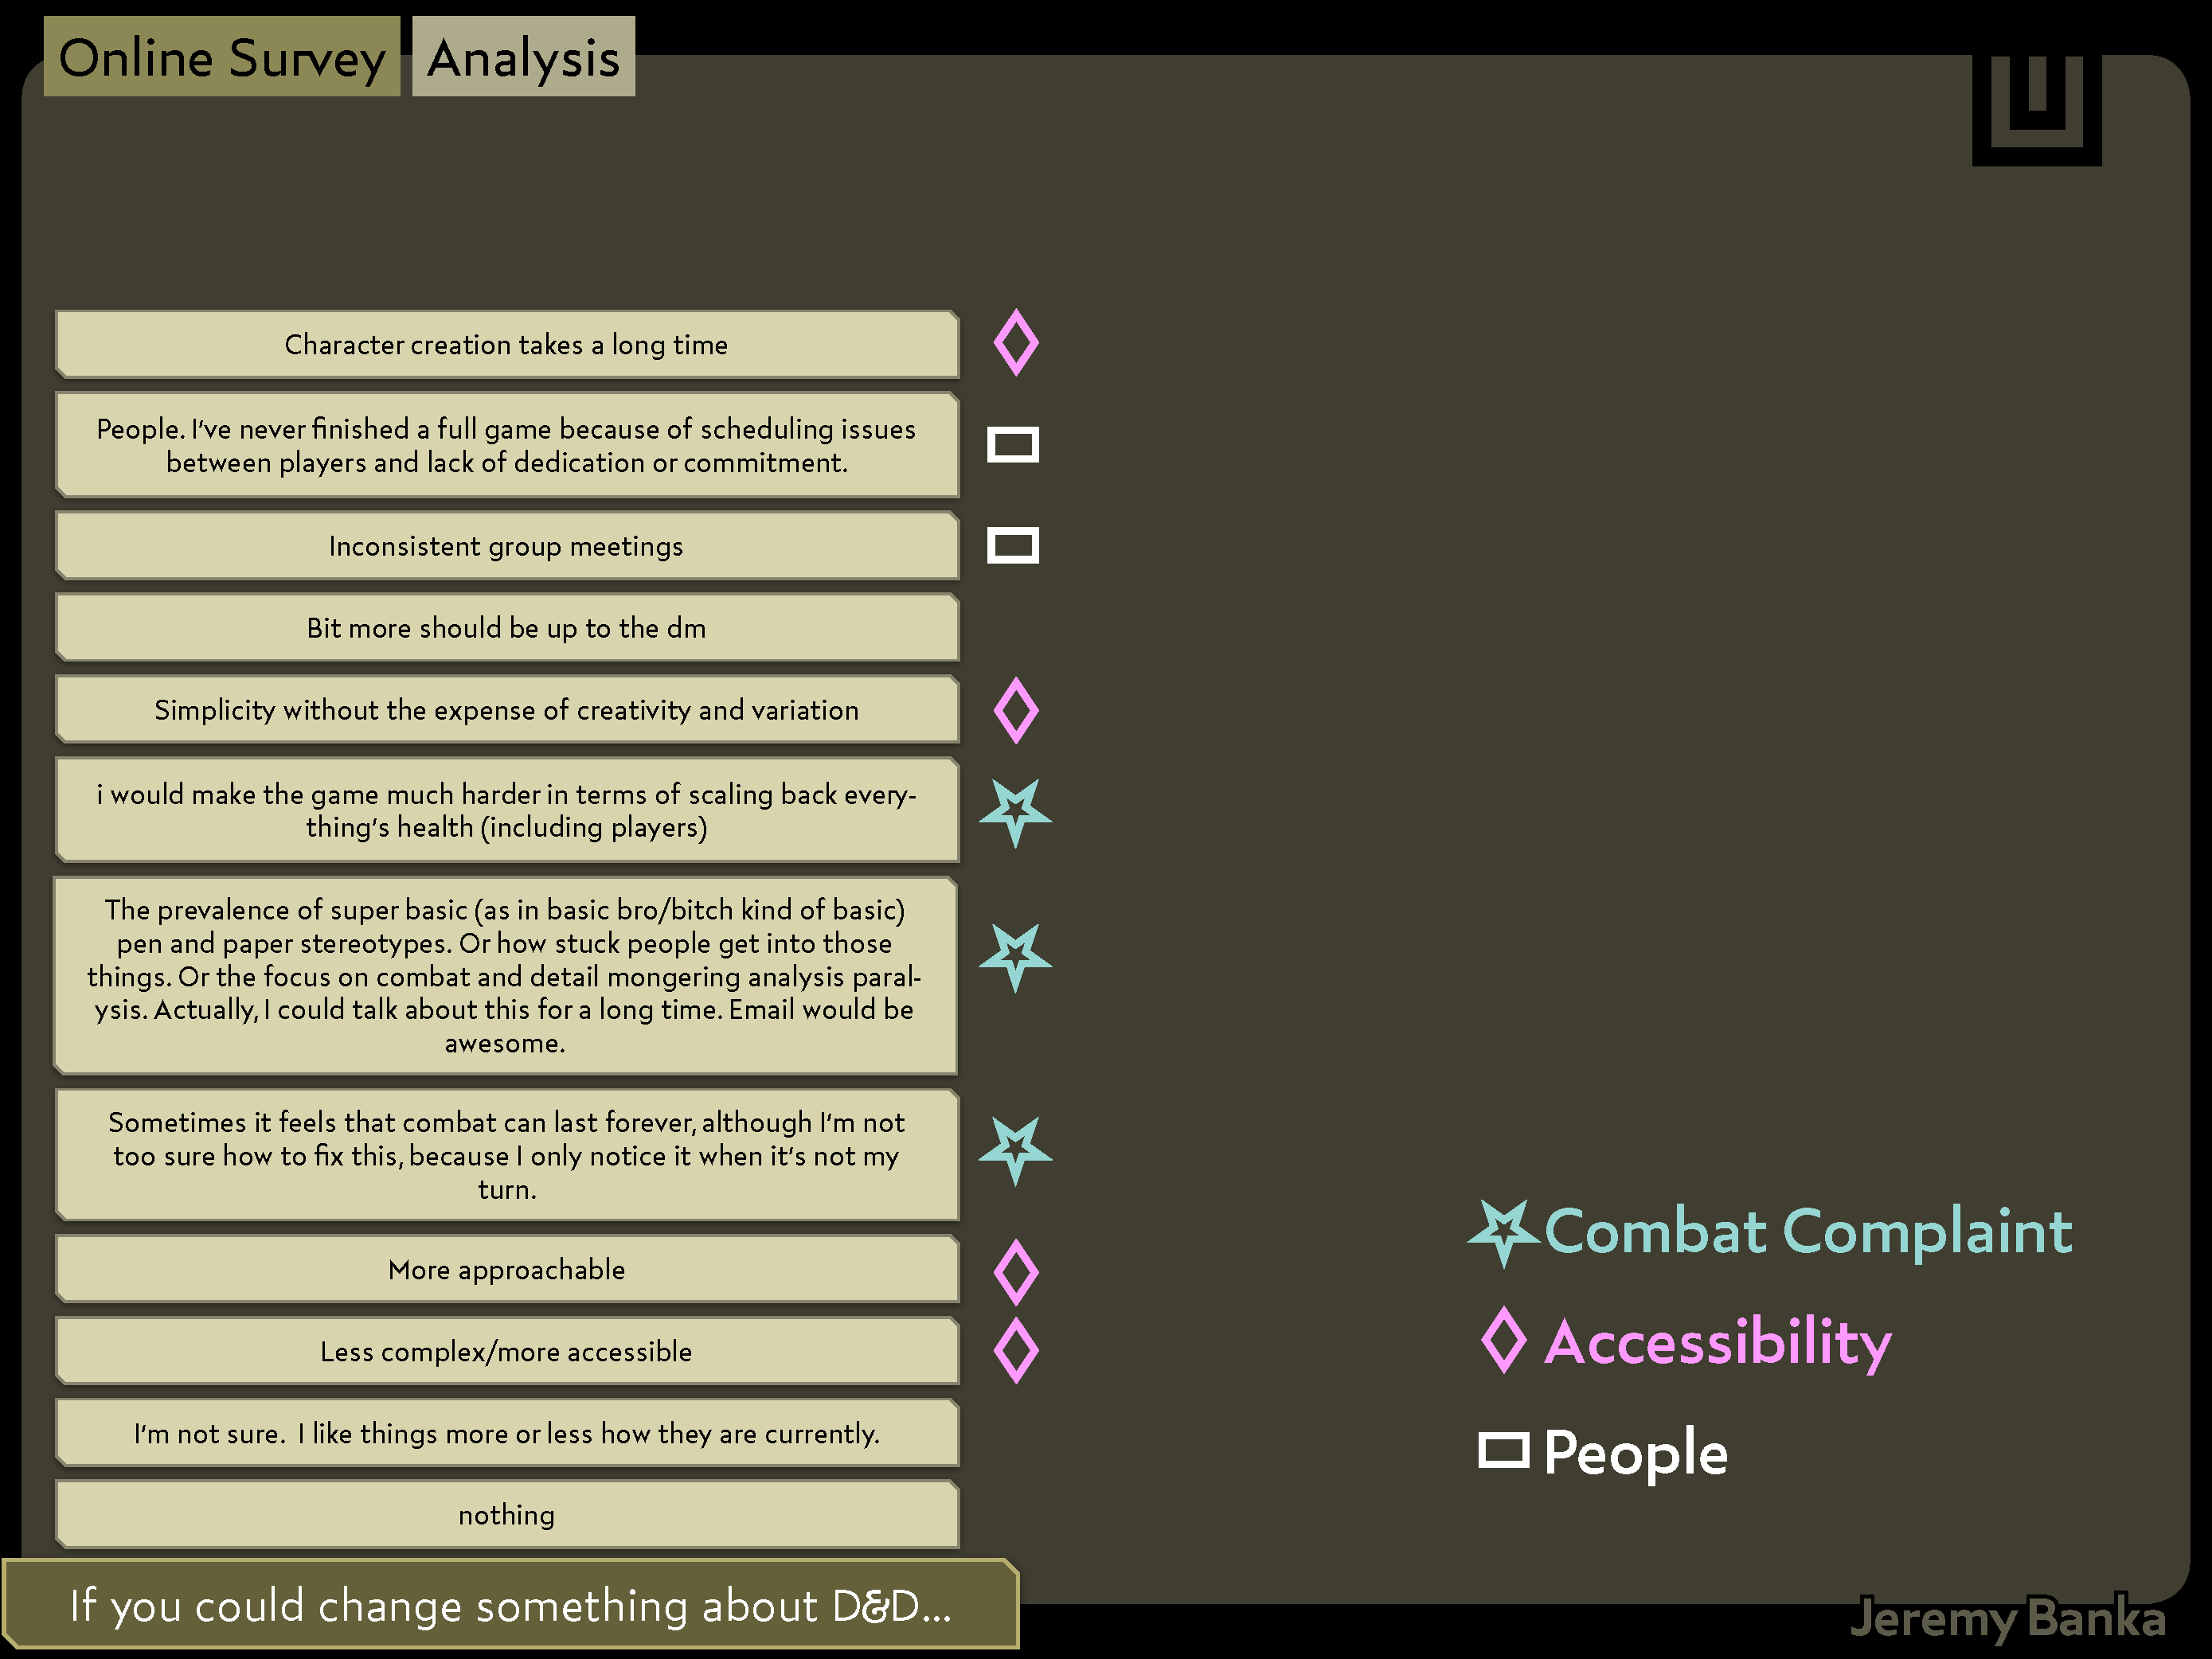 Online Survey Analysis
Character creation takes a long time
People. I've never finished a full game because of scheduling issues
between players and lack of dedication or commitment.
Inconsistent group meetings
Bit more should be up to the dm
Simplicity without the expense of creativity and variation
i would make the game much harder in terms of scaling back every-
thing's health (including players)
The prevalence of super basic (as in basic bro/bitch kind of basic)
pen and paper stereotypes. Or how stuck people get into those
things. Or the focus on combat and detail mongering analysis paral-
ysis. Actually, I could talk about this for a long time. Email would be
awesome.
Sometimes it feels that combat can last forever, although I'm not
too sure how to fix this, because I only notice it when it's not my
turn.
More approachable
Less complex/more accessible
I'm not sure.  I like things more or less how they are currently.
nothing
If you could change something about D&D...
Combat Complaint
Accessibility
People
Jeremy Banka